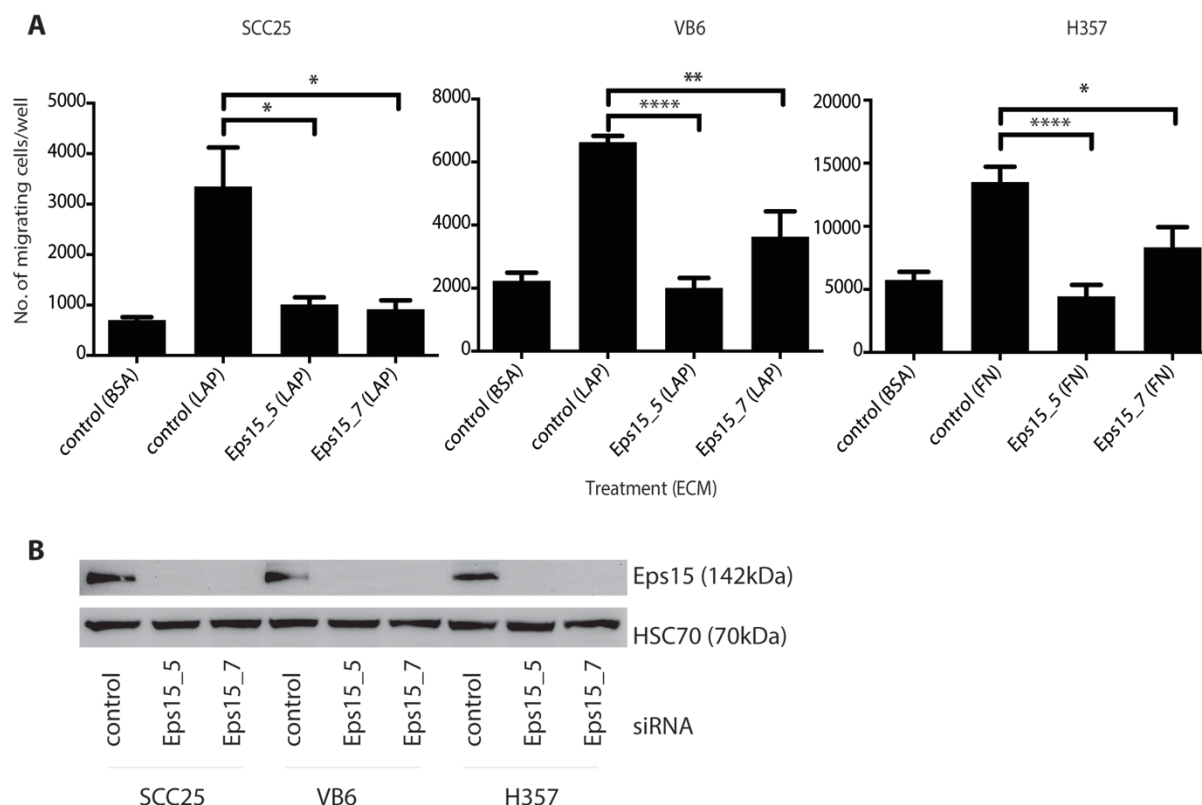 A
SCC25
VB6
H357
No. of migrating cells/well
5000
4000
3000
2000
1000
0
*
*
control (BSA)
control (LAP)
Eps15_5 (LAP)
Eps15_7 (LAP)
8000
6000
4000
2000
0
**
****
control (BSA)
control (LAP)
Eps15_5 (LAP)
Eps15_7 (LAP)
20000
15000
10000
5000
0
*
****
control (BSA)
control (FN)
Eps15_5 (FN)
Eps15_7 (FN)
Treatment (ECM)
B
Eps15 (142kDa)
HSC70 (70kDa)
control
Eps15_5
Eps15_7
control
Eps15_5
Eps15_7
control
Eps15_5
Eps15_7
siRNA
SCC25
VB6
H357